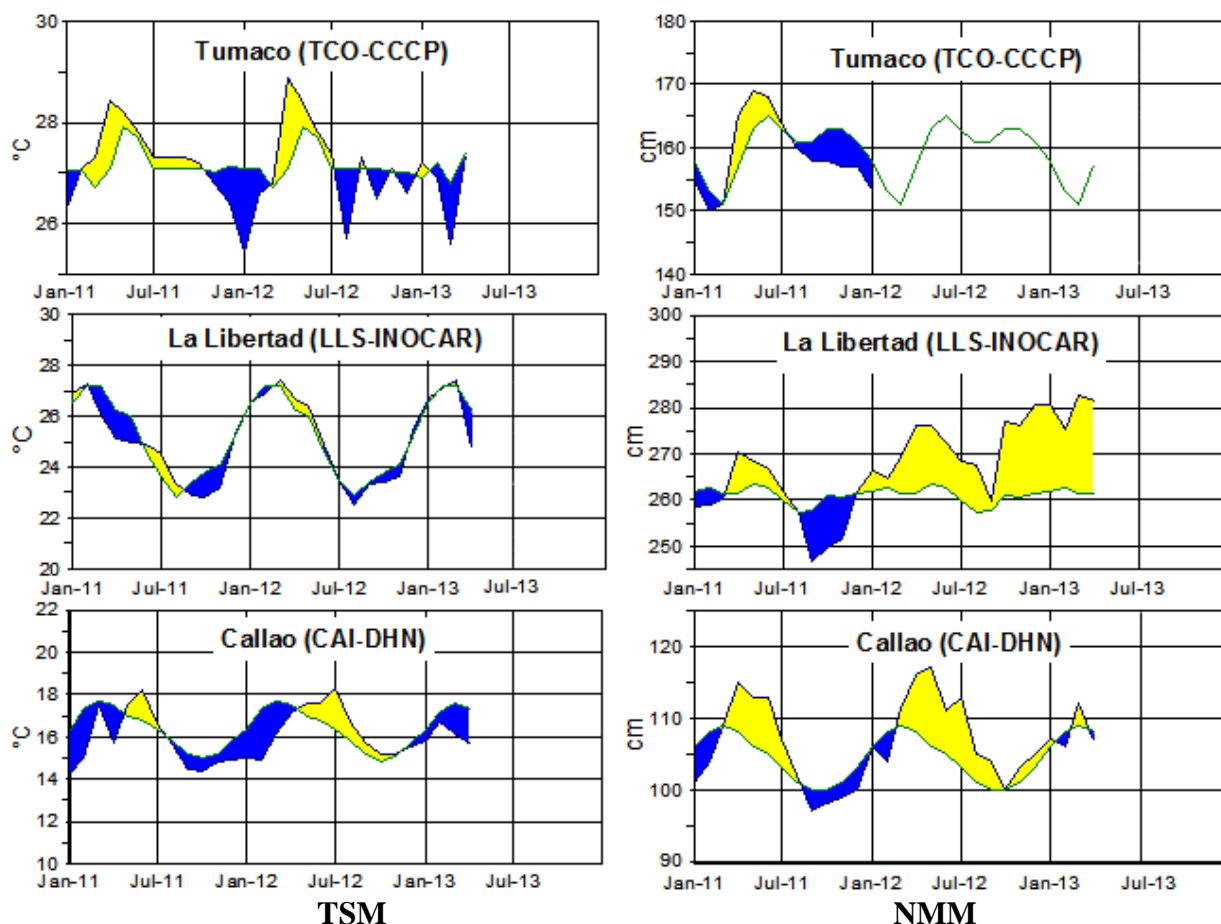 30
28
26
°C
Tumaco (TCO-CCCP)
Jan-11 Jul-11 Jan-12 Jul-12 Jan-13 Jul-13
180
170
160
150
140
cm
Tumaco (TCO-CCCP)
Jan-11 Jul-11 Jan-12 Jul-12 Jan-13 Jul-13
30
28
26
24
22
20
°C
La Libertad (LLS-INOCAR)
Jan-11 Jul-11 Jan-12 Jul-12 Jan-13 Jul-13
300
290
280
270
260
250
cm
La Libertad (LLS-INOCAR)
Jan-11 Jul-11 Jan-12 Jul-12 Jan-13 Jul-13
22
20
18
16
14
12
10
°C
Callao (CAI-DHN)
Jan-11 Jul-11 Jan-12 Jul-12 Jan-13 Jul-13
TSM
120
110
100
90
cm
Callao (CAI-DHN)
Jan-11 Jul-11 Jan-12 Jul-12 Jan-13 Jul-13
NMM